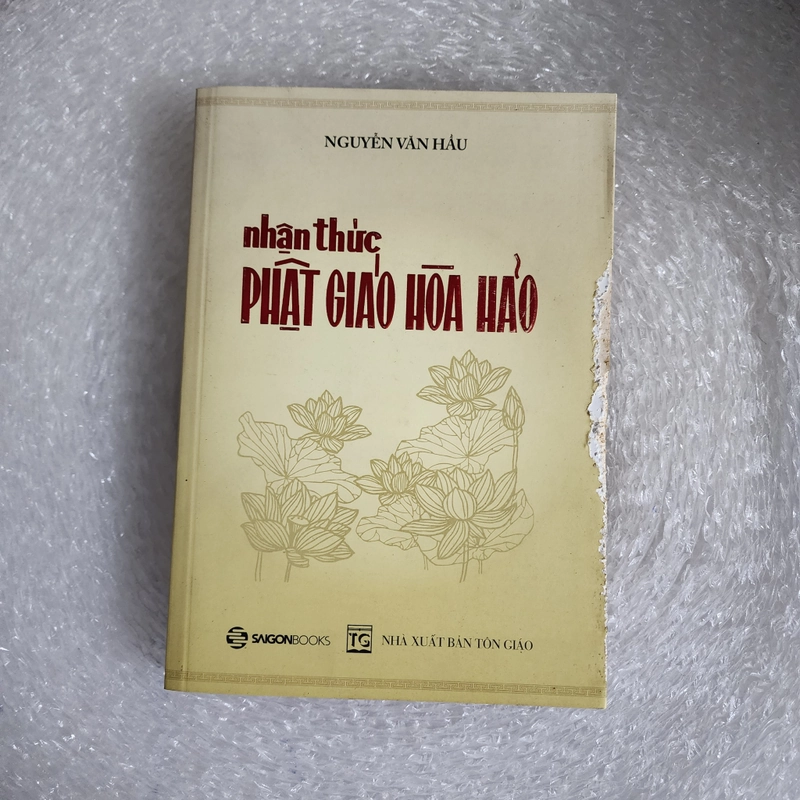 NGUYỄN VĂN HẦU
nhận thức
PHẬT GIÁO HÒA HẢO
SAIGONBOOKS
TG
NHÀ XUẤT BẢN TÔN GIÁO